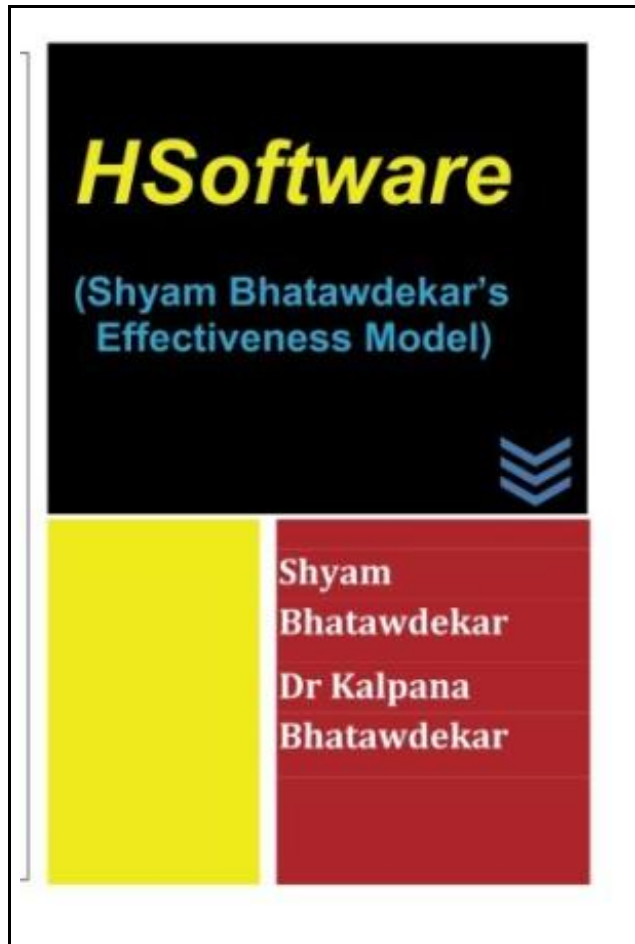 HSoftware
(Shyam Bhatawdekar’s
Effectiveness Model)
Shyam
Bhatawdekar
Dr Kalpana
Bhatawdekar